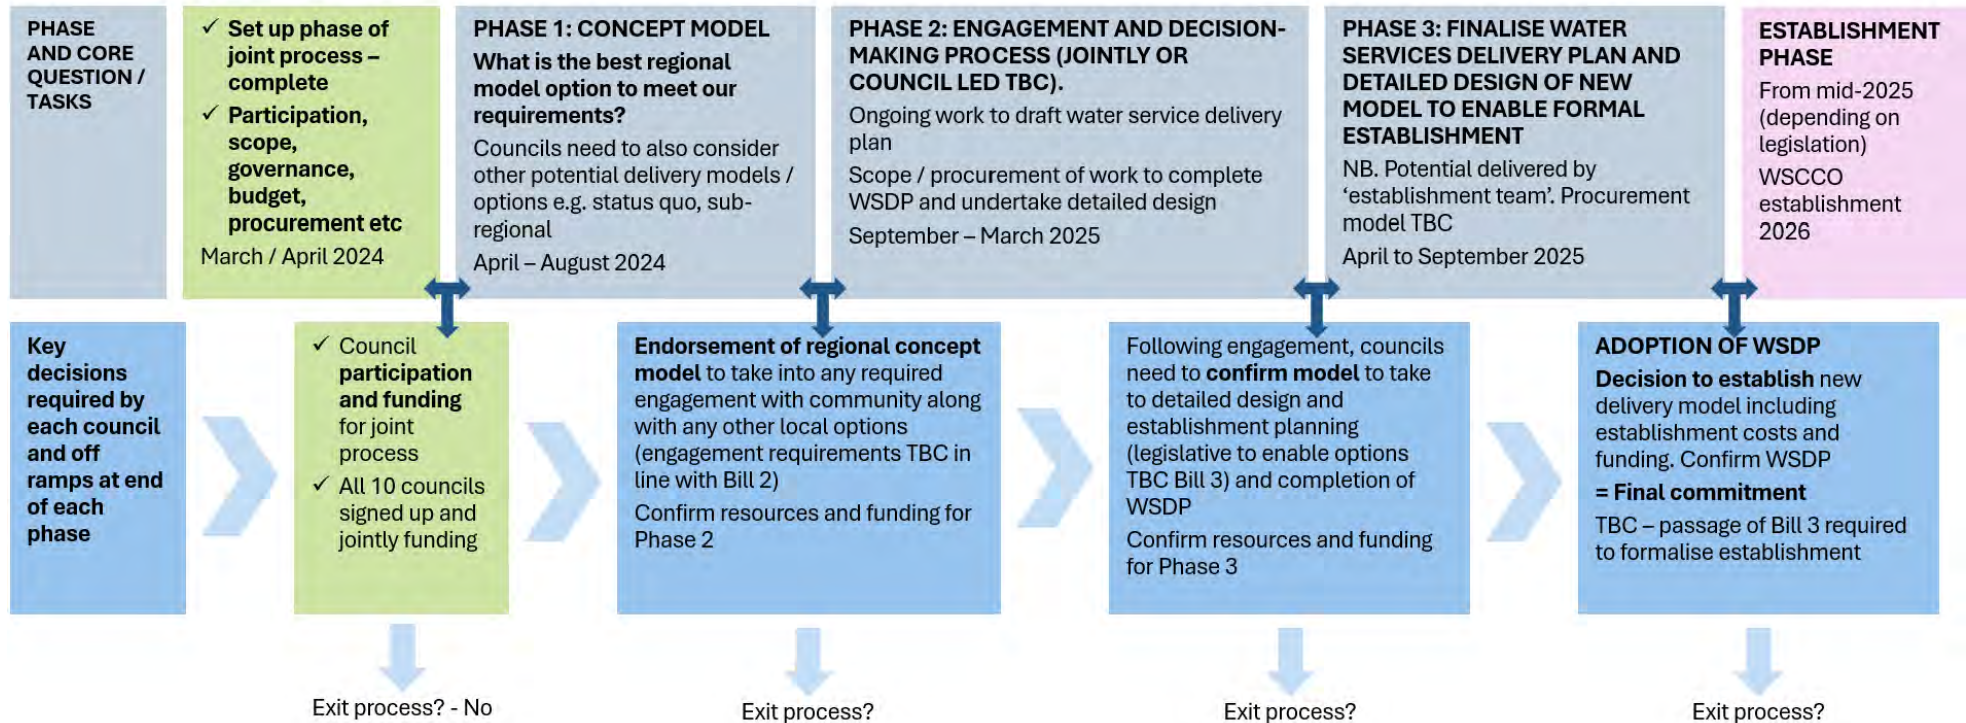 PHASE
AND CORE
QUESTION /
TASKS
✓ Set up phase of
joint process –
complete
✓ Participation,
scope,
governance,
budget,
procurement etc
March / April 2024
PHASE 1: CONCEPT MODEL
What is the best regional
model option to meet our
requirements?
Councils need to also consider
other potential delivery models /
options e.g. status quo, sub-
regional
April – August 2024
PHASE 2: ENGAGEMENT AND DECISION-
MAKING PROCESS (JOINTLY OR
COUNCIL LED TBC).
Ongoing work to draft water service delivery
plan
Scope / procurement of work to complete
WSDP and undertake detailed design
September – March 2025
PHASE 3: FINALISE WATER
SERVICES DELIVERY PLAN AND
DETAILED DESIGN OF NEW
MODEL TO ENABLE FORMAL
ESTABLISHMENT
NB. Potential delivered by
‘establishment team’. Procurement
model TBC
April to September 2025
ESTABLISHMENT
PHASE
From mid-2025
(depending on
legislation)
WSCCO
establishment
2026
Key
decisions
required by
each council
and off
ramps at end
of each
phase
✓ Council
participation
and funding
for joint
process
✓ All 10 councils
signed up and
jointly funding
Endorsement of regional concept
model to take into any required
engagement with community along
with any other local options
(engagement requirements TBC in
line with Bill 2)
Confirm resources and funding for
Phase 2
Following engagement, councils
need to confirm model to take
to detailed design and
establishment planning
(legislative to enable options
TBC Bill 3) and completion of
WSDP
Confirm resources and funding
for Phase 3
ADOPTION OF WSDP
Decision to establish new
delivery model including
establishment costs and
funding. Confirm WSDP
= Final commitment
TBC – passage of Bill 3 required
to formalise establishment
Exit process? - No
Exit process?
Exit process?
Exit process?